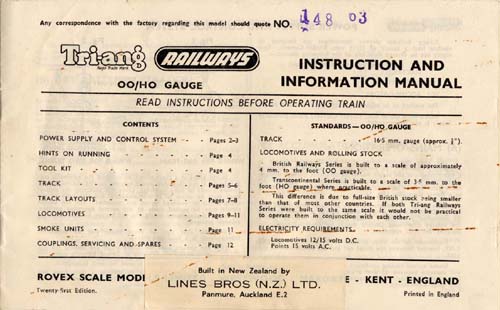 Any correspondence with the factory regarding this model should quote NO. 148 03
Tri-ang RAILWAYS
OO/HO GAUGE
INSTRUCTION AND
INFORMATION MANUAL
READ INSTRUCTIONS BEFORE OPERATING TRAIN
CONTENTS
POWER SUPPLY AND CONTROL SYSTEM - - - Pages 2-3
HINTS ON RUNNING - - - - Page 4
TOOL KIT - - - - - Page 4
TRACK - - - - - Pages 5-6
TRACK LAYOUTS - - - - Pages 7-8
LOCOMOTIVES - - - - Pages 9-11
SMOKE UNITS - - - - Page 11
COUPLINGS, SERVICING AND SPARES - - - Page 12
STANDARDS—OO/HO GAUGE
TRACK - - - - 16·5 mm. gauge (approx. ⅝").
LOCOMOTIVES AND ROLLING STOCK
British Railways Series is built to a scale of approximately
4 mm. to the foot (OO gauge).
Transcontinental Series is built to a scale of 3·5 mm. to the
foot (HO gauge) where practicable.
This difference is due to full-size British stock being smaller
than that of most other countries. If both Tri-ang Railways
Series were built to the same scale it would not be practical
to operate them in conjunction with each other.
ELECTRICITY REQUIREMENTS
Locomotives 12/15 volts D.C.
Points 15 volts A.C.
ROVEX SCALE MODE
Twenty-first Edition.
Built in New Zealand by
LINES BROS (N.Z.) LTD.
Panmure, Auckland E.2
E - KENT - ENGLAND
Printed in England